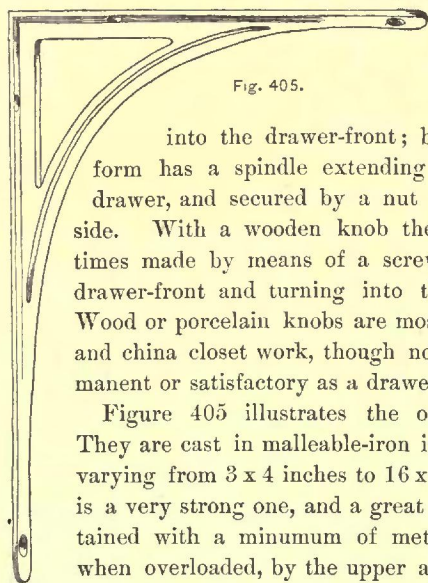 Fig. 405.
into the drawer-front; b
form has a spindle extending
drawer, and secured by a nut
side. With a wooden knob the
times made by means of a screw
drawer-front and turning into t
Wood or porcelain knobs are mos
and china closet work, though no
manent or satisfactory as a drawe
Figure 405 illustrates the o
They are cast in malleable-iron i
varying from 3 x 4 inches to 16 x
is a very strong one, and a great
tained with a minumum of met
when overloaded, by the upper a